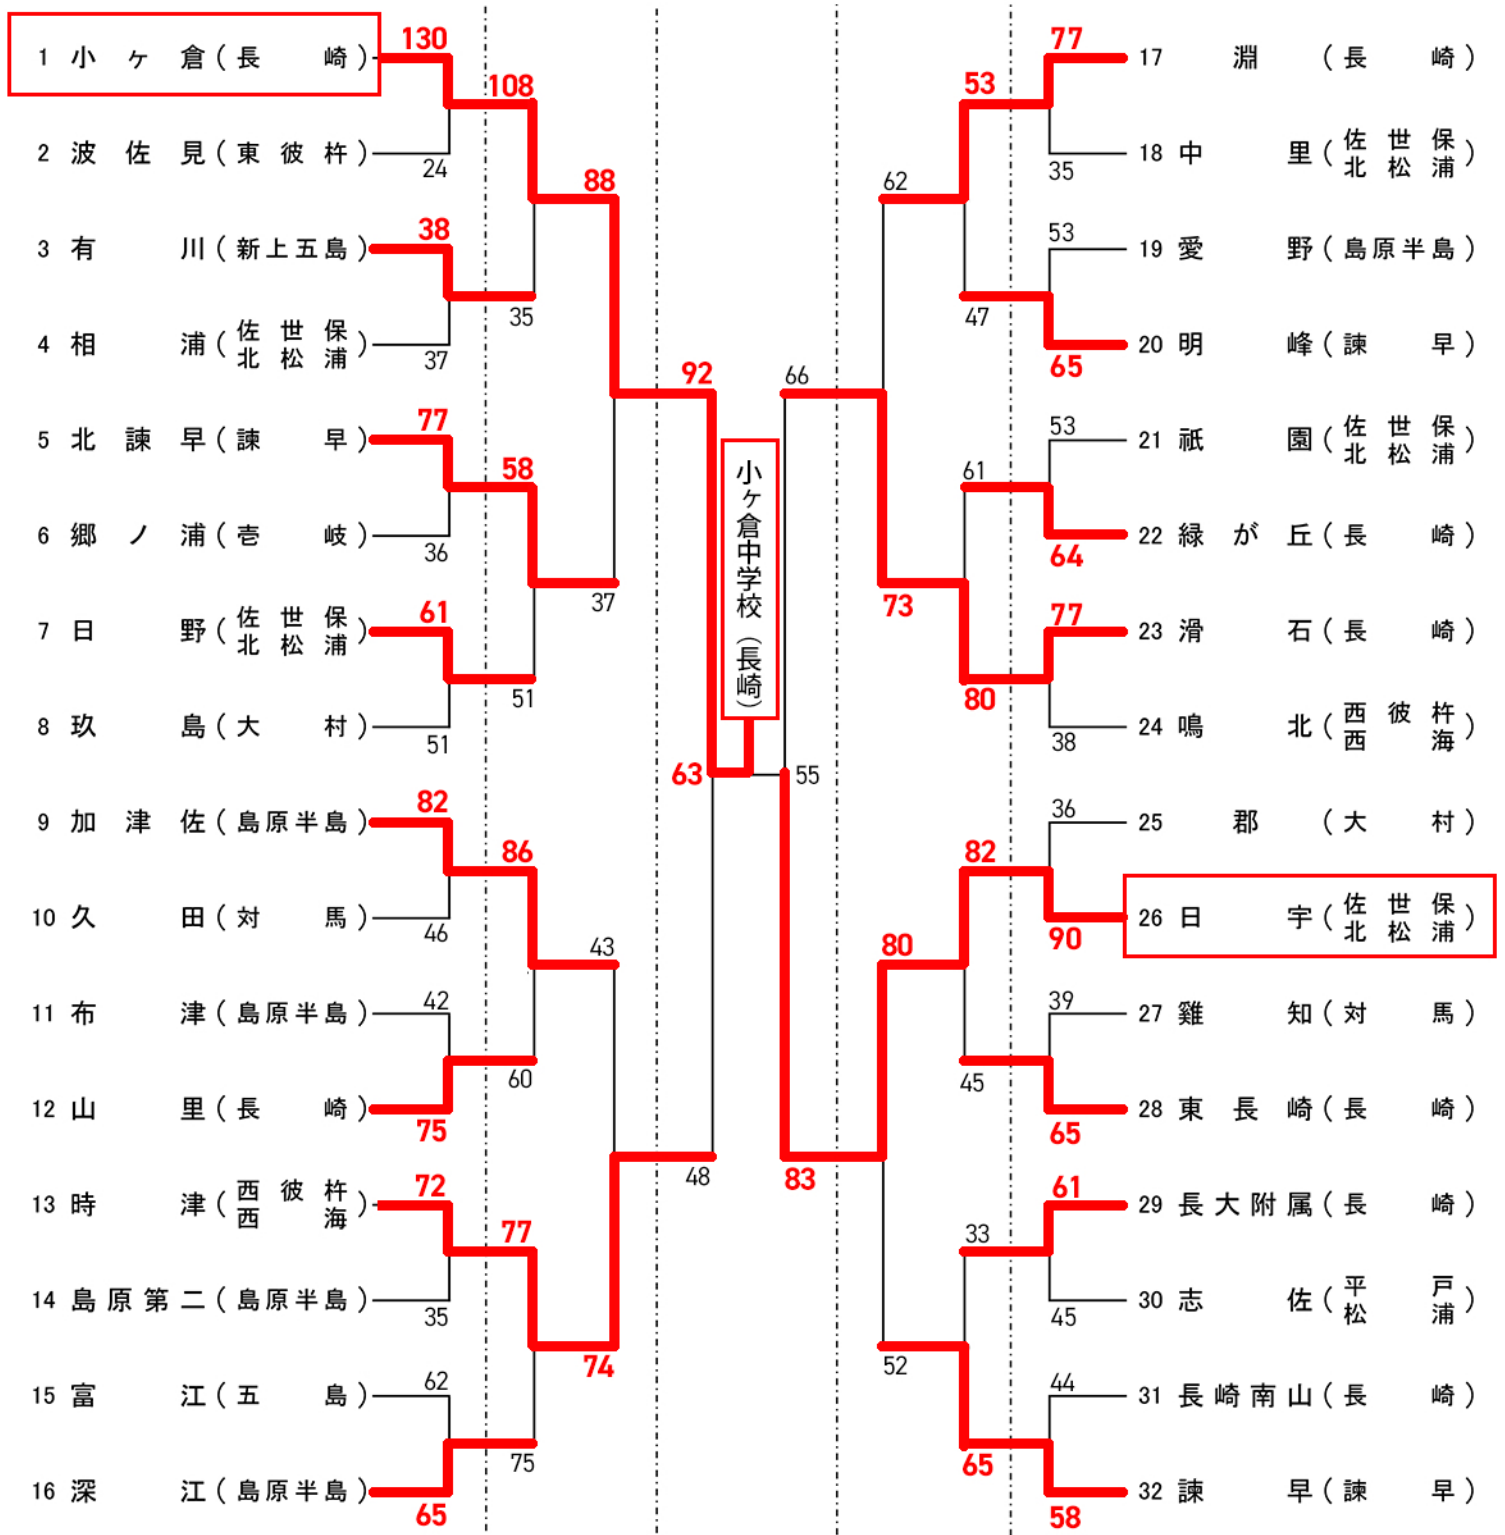 1 小ヶ倉(長崎)
130
108
2 波佐見(東彼杵)
24
88
3 有川(新上五島)
38
35
4 相浦(佐世保北松浦)
37
92
5 北諫早(諫早)
77
58
6 郷ノ浦(壱岐)
36
37
7 日野(佐世保北松浦)
61
51
8 玖島(大村)
51
63
9 加津佐(島原半島)
82
86
10 久田(対馬)
46
43
11 布津(島原半島)
42
60
12 山里(長崎)
75
48
13 時津(西彼杵西海)
72
77
14 島原第二(島原半島)
35
74
15 富江(五島)
62
75
16 深江(島原半島)
65
小ヶ倉中学校(長崎)
77
17 淵(長崎)
53
18 中里(佐世保北松浦)
35
62
53
19 愛野(島原半島)
47
20 明峰(諫早)
65
66
53
21 祇園(佐世保北松浦)
61
22 緑が丘(長崎)
64
73
77
23 滑石(長崎)
80
24 鳴北(西彼杵西海)
38
55
36
25 郡(大村)
82
26 日宇(佐世保北松浦)
90
80
39
27 雞知(対馬)
45
28 東長崎(長崎)
65
83
61
29 長大附属(長崎)
33
30 志佐(平戸松浦)
45
52
44
31 長崎南山(長崎)
65
32 諫早(諫早)
58